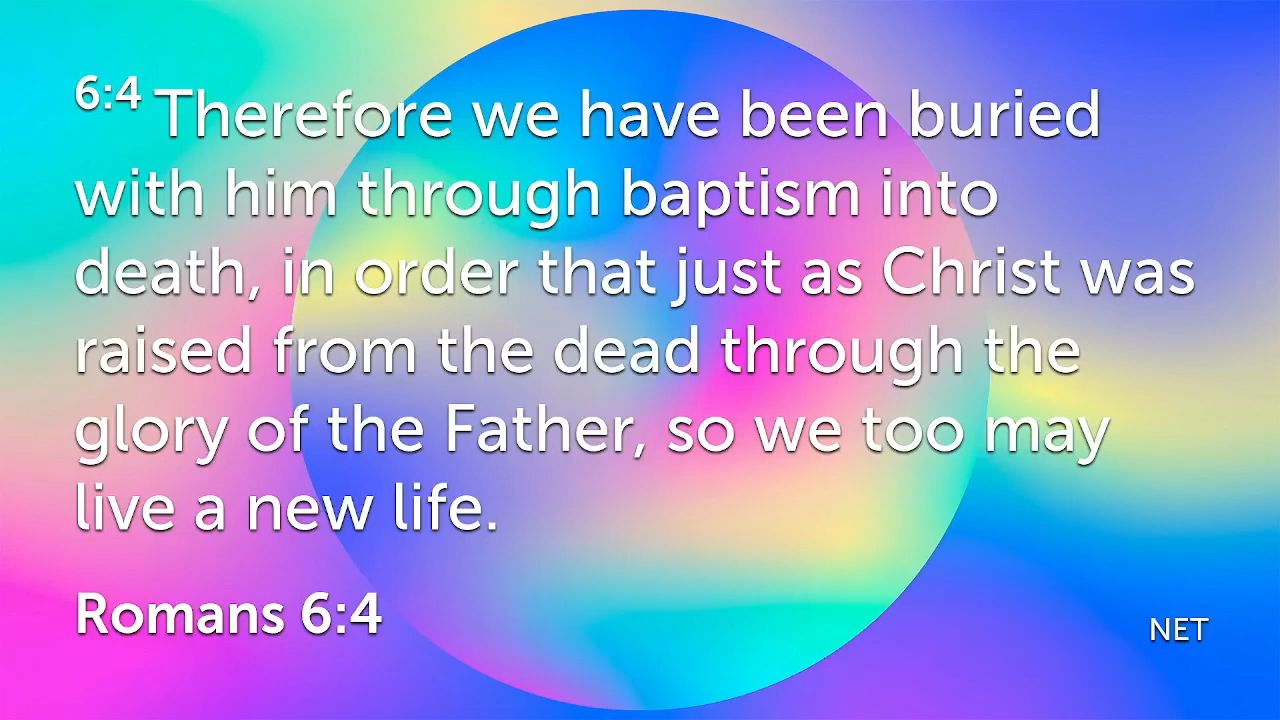 6:4 Therefore we have been buried
with him through baptism into
death, in order that just as Christ was
raised from the dead through the
glory of the Father, so we too may
live a new life.
Romans 6:4
NET